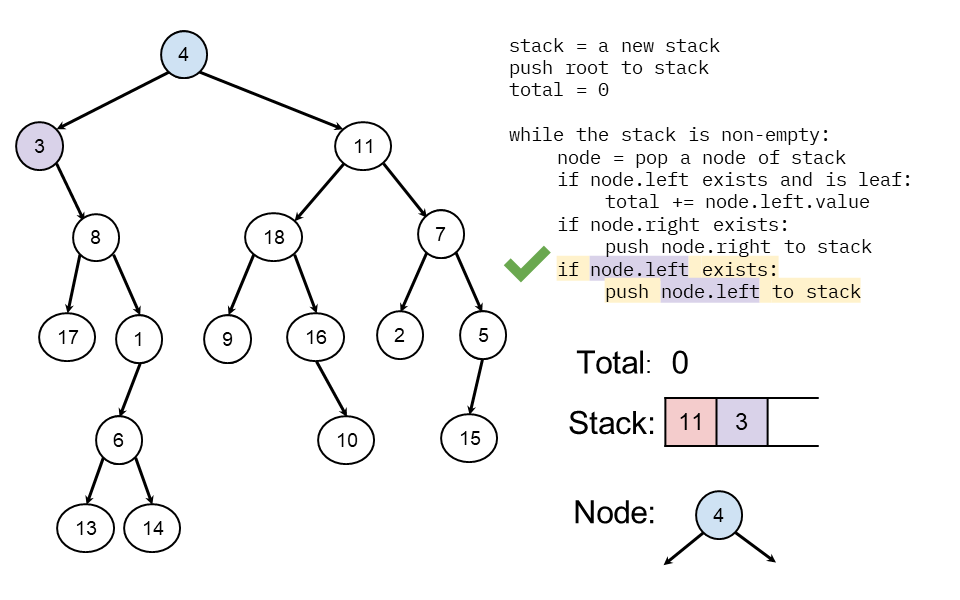 4
3
11
8
18
7
17
1
9
16
2
5
6
10
15
13
14
stack = a new stack
push root to stack
total = 0
while the stack is non-empty:
node = pop a node of stack
if node.left exists and is leaf:
total += node.left.value
if node.right exists:
push node.right to stack
if node.left exists:
push node.left to stack
Total: 0
Stack: 11 3
Node: 4